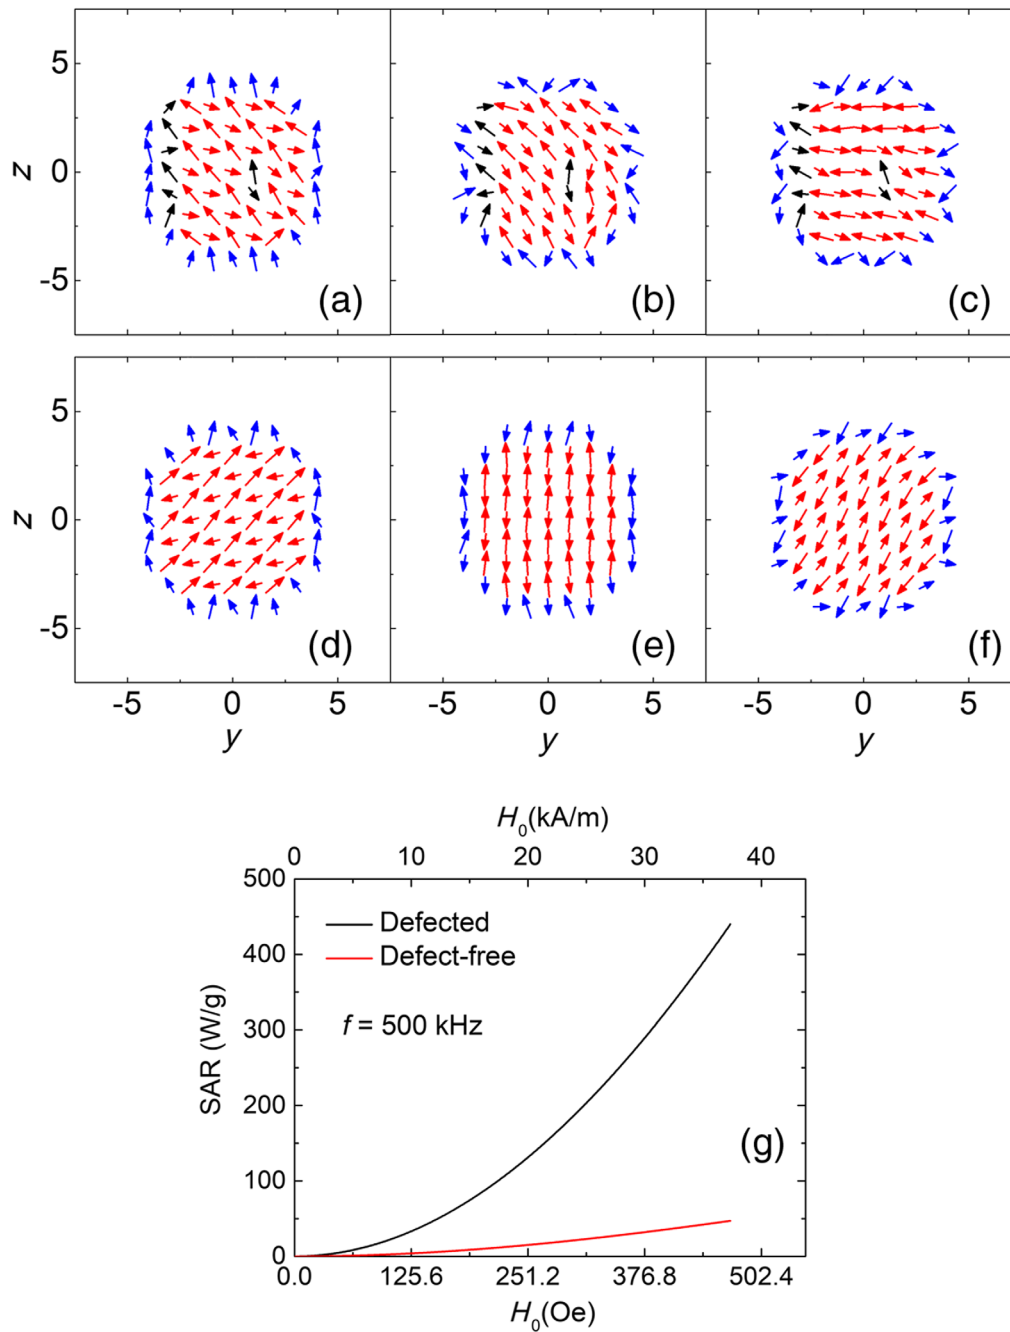 5
0
-5
z
(a)
(b)
(c)
5
0
-5
z
(d)
(e)
(f)
-5 0 5 -5 0 5 -5 0 5
y y y
H0(kA/m)
0 10 20 30 40
500
400
300
200
100
0
SAR (W/g)
Defected
Defect-free
f = 500 kHz
(g)
0.0 125.6 251.2 376.8 502.4
H0(Oe)